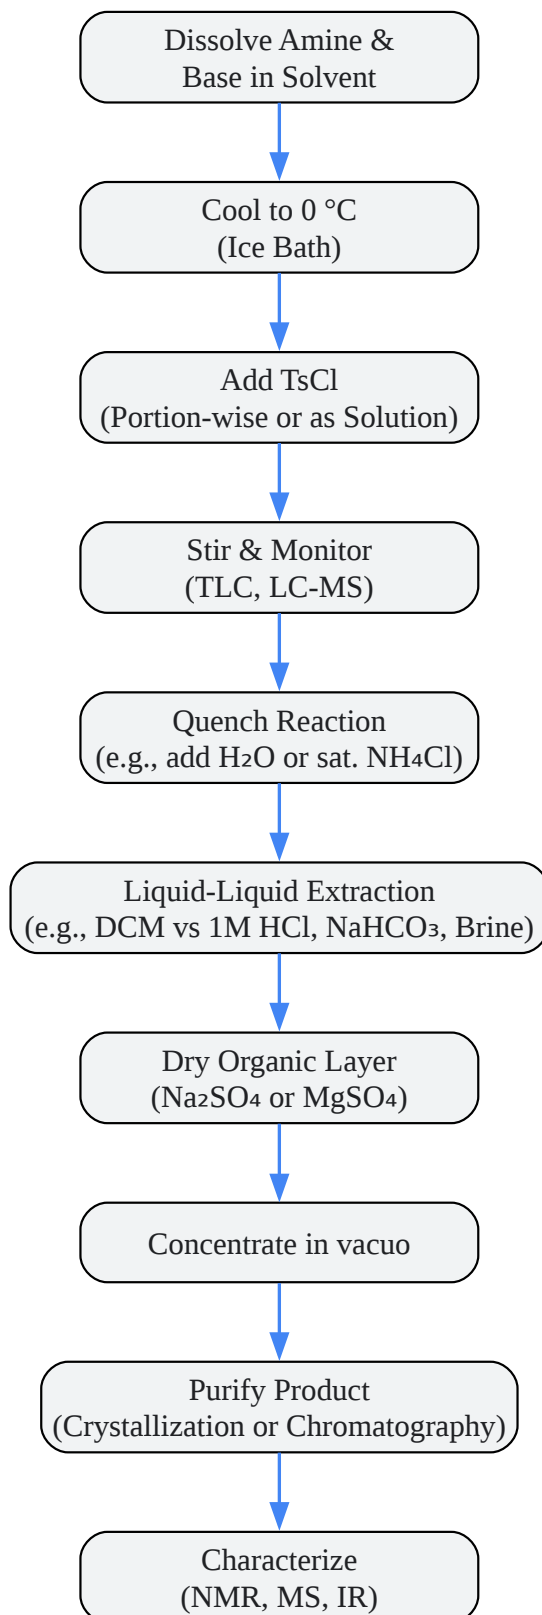 Dissolve Amine &
Base in Solvent
Cool to 0 °C
(Ice Bath)
Add TsCl
(Portion-wise or as Solution)
Stir & Monitor
(TLC, LC-MS)
Quench Reaction
(e.g., add H₂O or sat. NH₄Cl)
Liquid-Liquid Extraction
(e.g., DCM vs 1M HCl, NaHCO₃, Brine)
Dry Organic Layer
(Na₂SO₄ or MgSO₄)
Concentrate in vacuo
Purify Product
(Crystallization or Chromatography)
Characterize
(NMR, MS, IR)